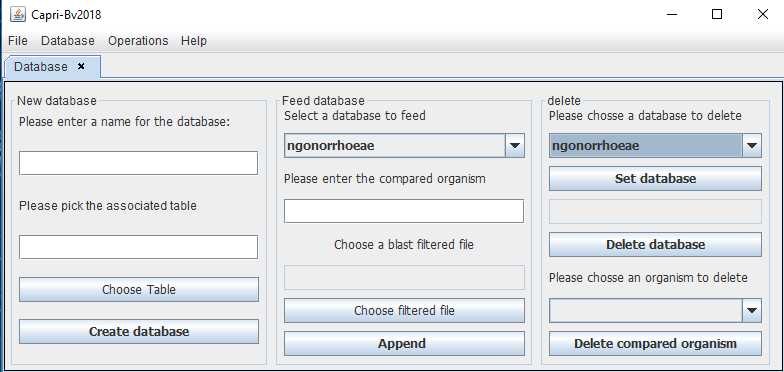 Capri-Bv2018
File Database Operations Help
Database ×
New database
Please enter a name for the database:
Please pick the associated table
Choose Table
Create database
Feed database
Select a database to feed
ngonorrhoeae
Please enter the compared organism
Choose a blast filtered file
Choose filtered file
Append
delete
Please choose a database to delete
ngonorrhoeae
Set database
Delete database
Please chosse an organism to delete
Delete compared organism